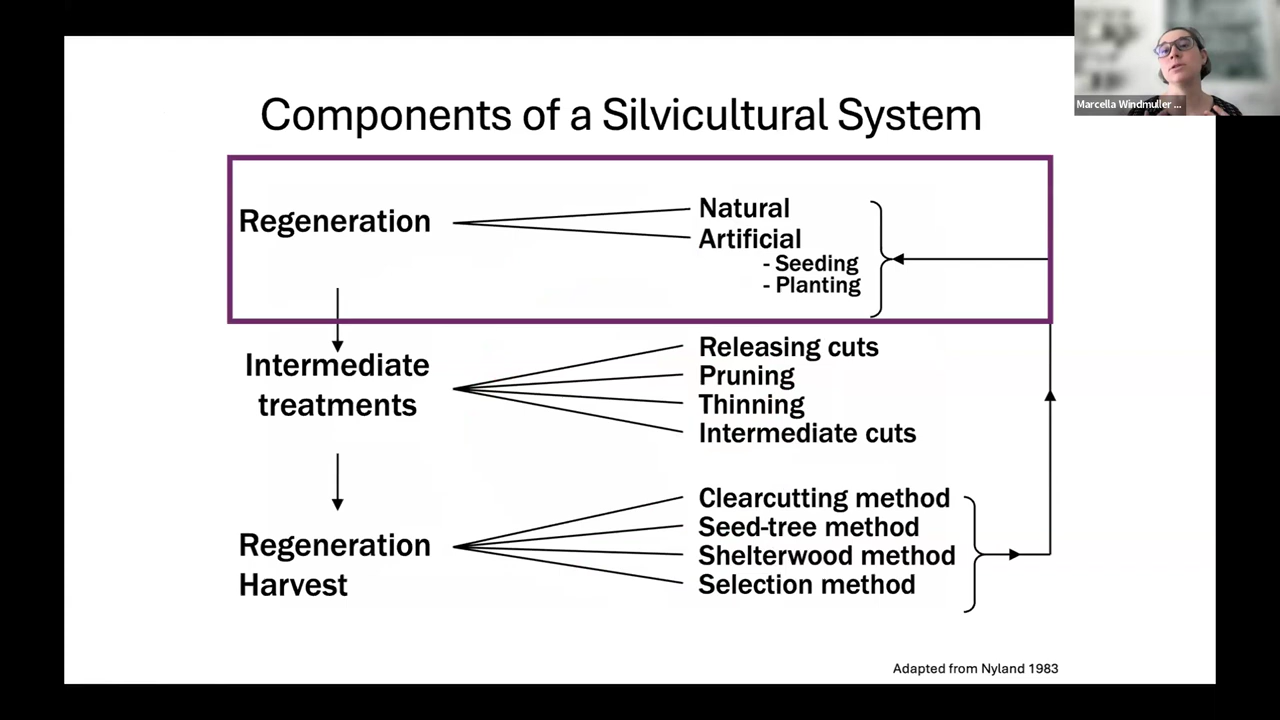 Marcella Windmuller ...
Components of a Silvicultural System
Regeneration
Natural
Artificial
- Seeding
- Planting
Intermediate
treatments
Releasing cuts
Pruning
Thinning
Intermediate cuts
Regeneration
Harvest
Clearcutting method
Seed-tree method
Shelterwood method
Selection method
Adapted from Nyland 1983